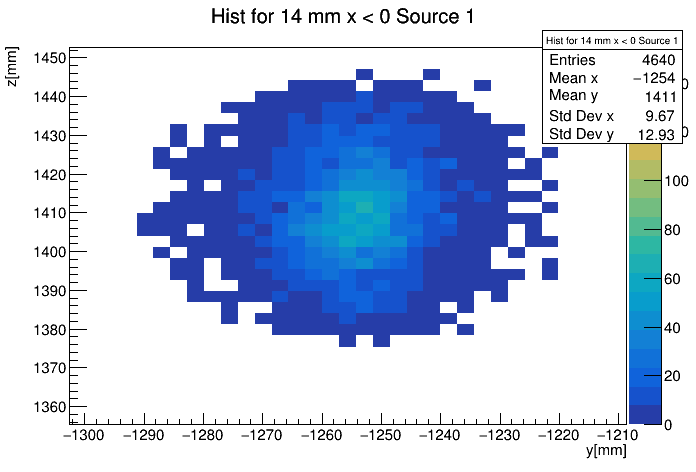 Hist for 14 mm x < 0 Source 1
z[mm]
1450
1440
1430
1420
1410
1400
1390
1380
1370
1360
−1300
−1290
−1280
−1270
−1260
−1250
−1240
−1230
−1220
−1210
y[mm]
Hist for 14 mm x < 0 Source 1
Entries 4640
Mean x −1254
Mean y 1411
Std Dev x 9.67
Std Dev y 12.93
100
80
60
40
20
0